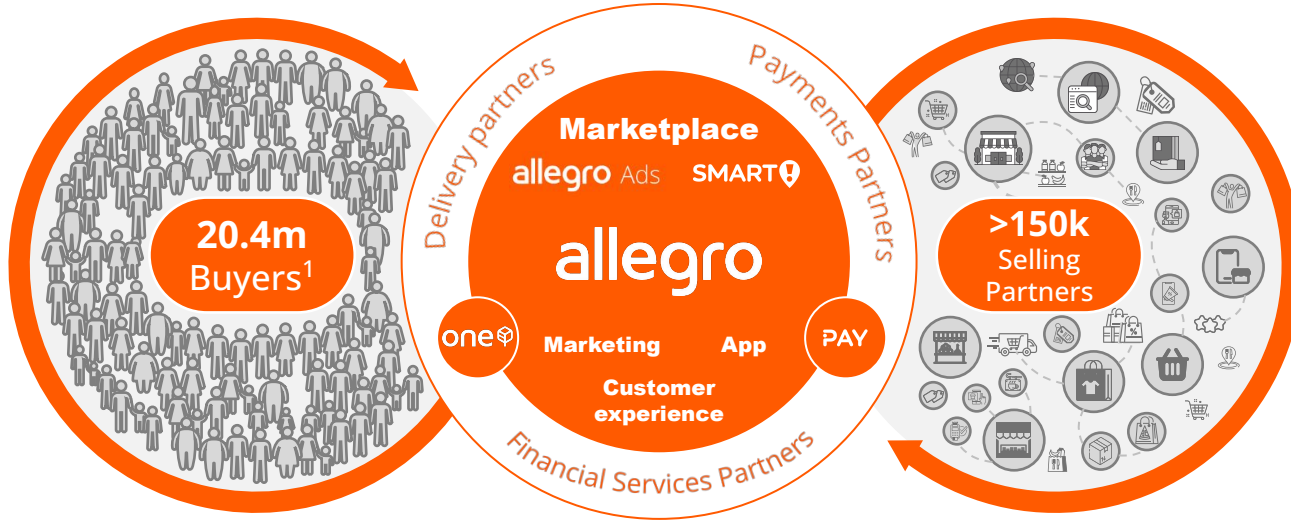 20.4m
Buyers¹
Delivery partners
Payments Partners
Marketplace
allegro Ads
SMART!
allegro
one
Marketing
App
PAY
Customer
experience
Financial Services Partners
>150k
Selling
Partners